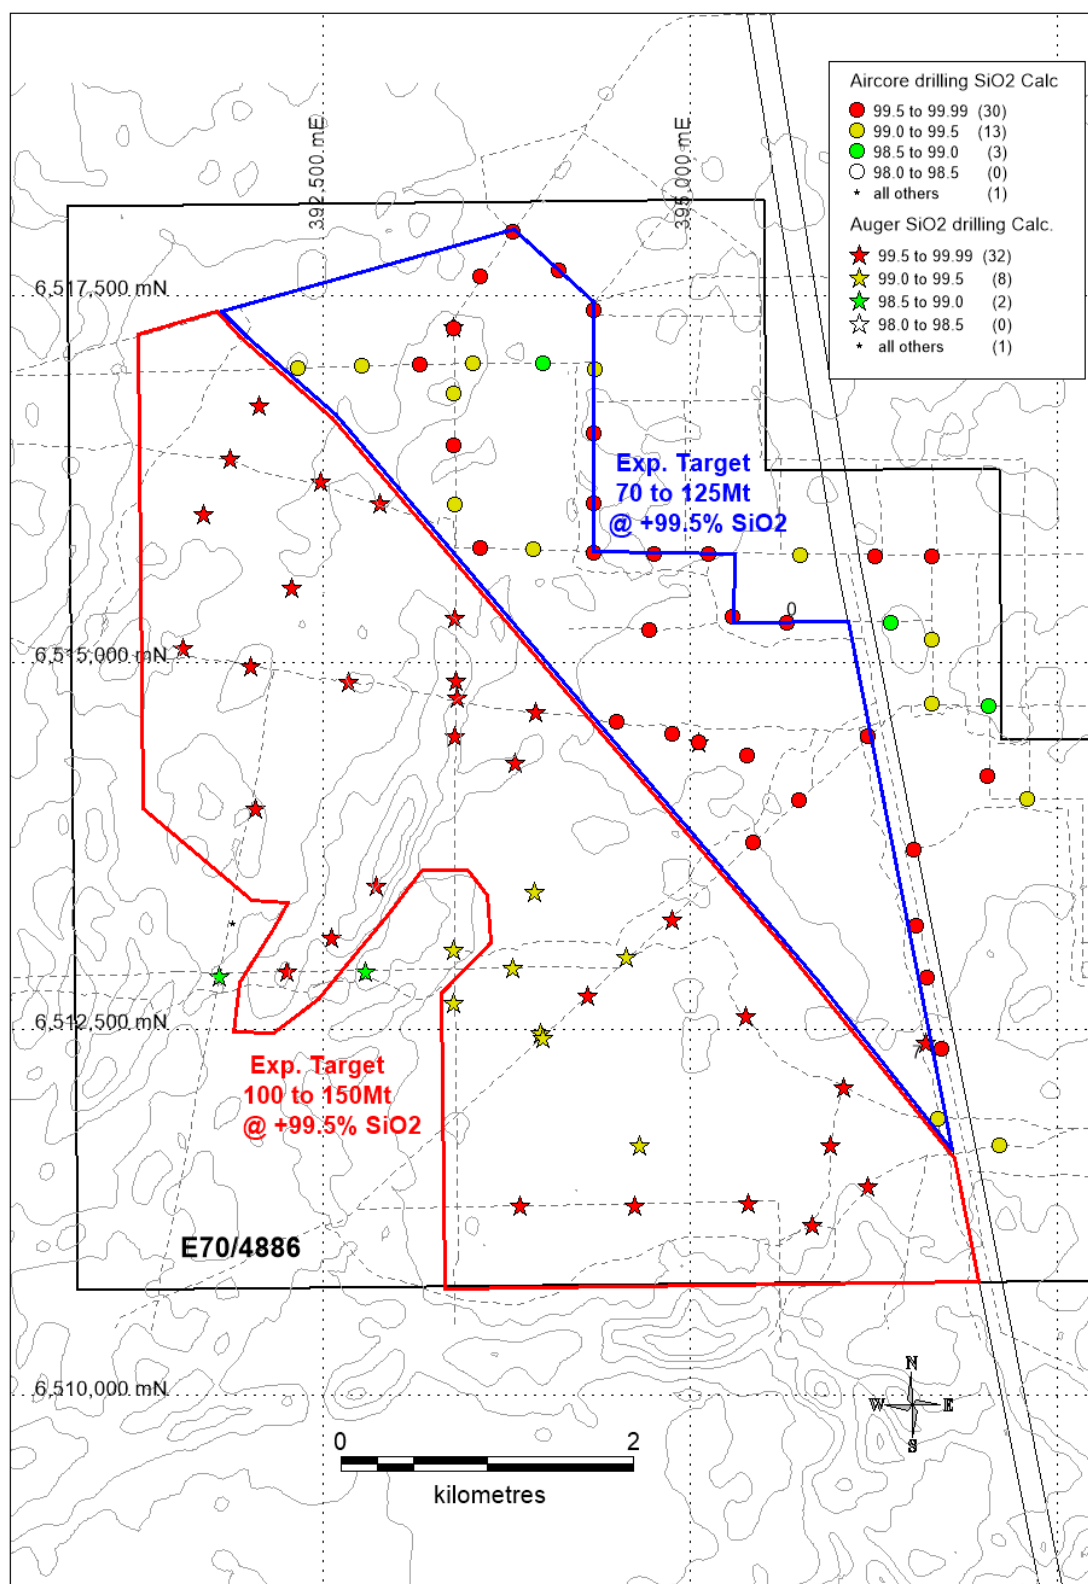 Aircore drilling SiO2 Calc
99.5 to 99.99 (30)
99.0 to 99.5 (13)
98.5 to 99.0 (3)
98.0 to 98.5 (0)
* all others (1)
Auger SiO2 drilling Calc.
99.5 to 99.99 (32)
99.0 to 99.5 (8)
98.5 to 99.0 (2)
98.0 to 98.5 (0)
* all others (1)
392,500 mE
395,000 mE
6,517,500 mN
Exp. Target
70 to 125Mt
@ +99.5% SiO2
0
6,515,000 mN
6,512,500 mN
Exp. Target
100 to 150Mt
@ +99.5% SiO2
E70/4886
6,510,000 mN
N
W E
S
0 2
kilometres